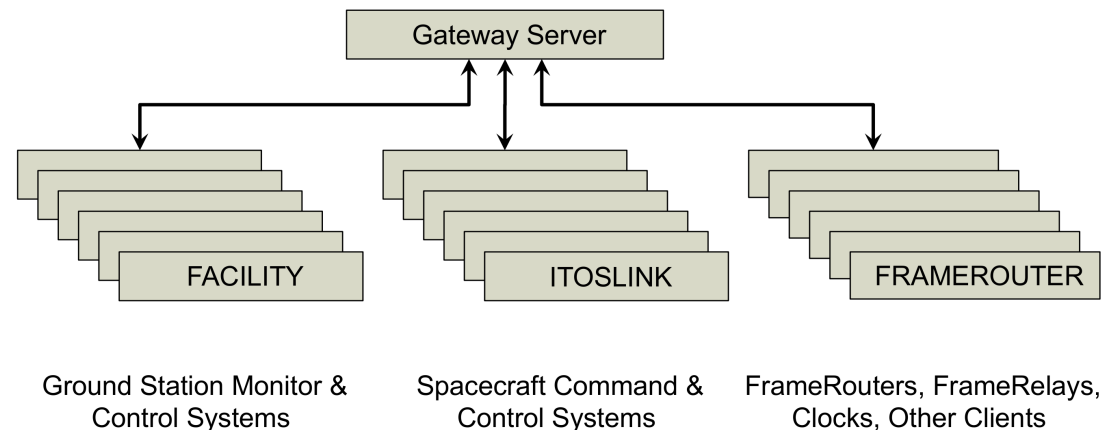 Gateway Server
FACILITY
ITOSLINK
FRAMEROUTER
Ground Station Monitor &
Control Systems
Spacecraft Command &
Control Systems
FrameRouters, FrameRelays,
Clocks, Other Clients